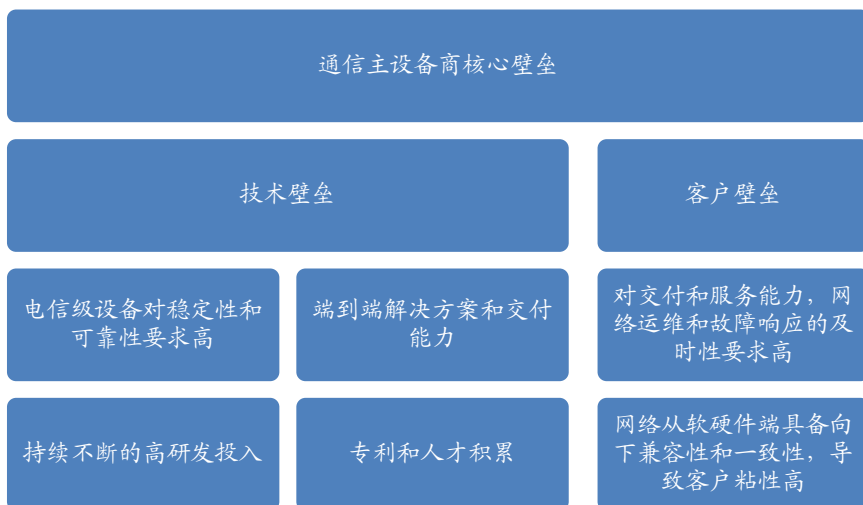 通信主设备商核心壁垒
技术壁垒
客户壁垒
电信级设备对稳定性和
可靠性要求高
端到端解决方案和交付
能力
对交付和服务能力，网
络运维和故障响应的及
时性要求高
持续不断的高研发投入
专利和人才积累
网络从软硬件端具备向
下兼容性和一致性，导
致客户粘性高